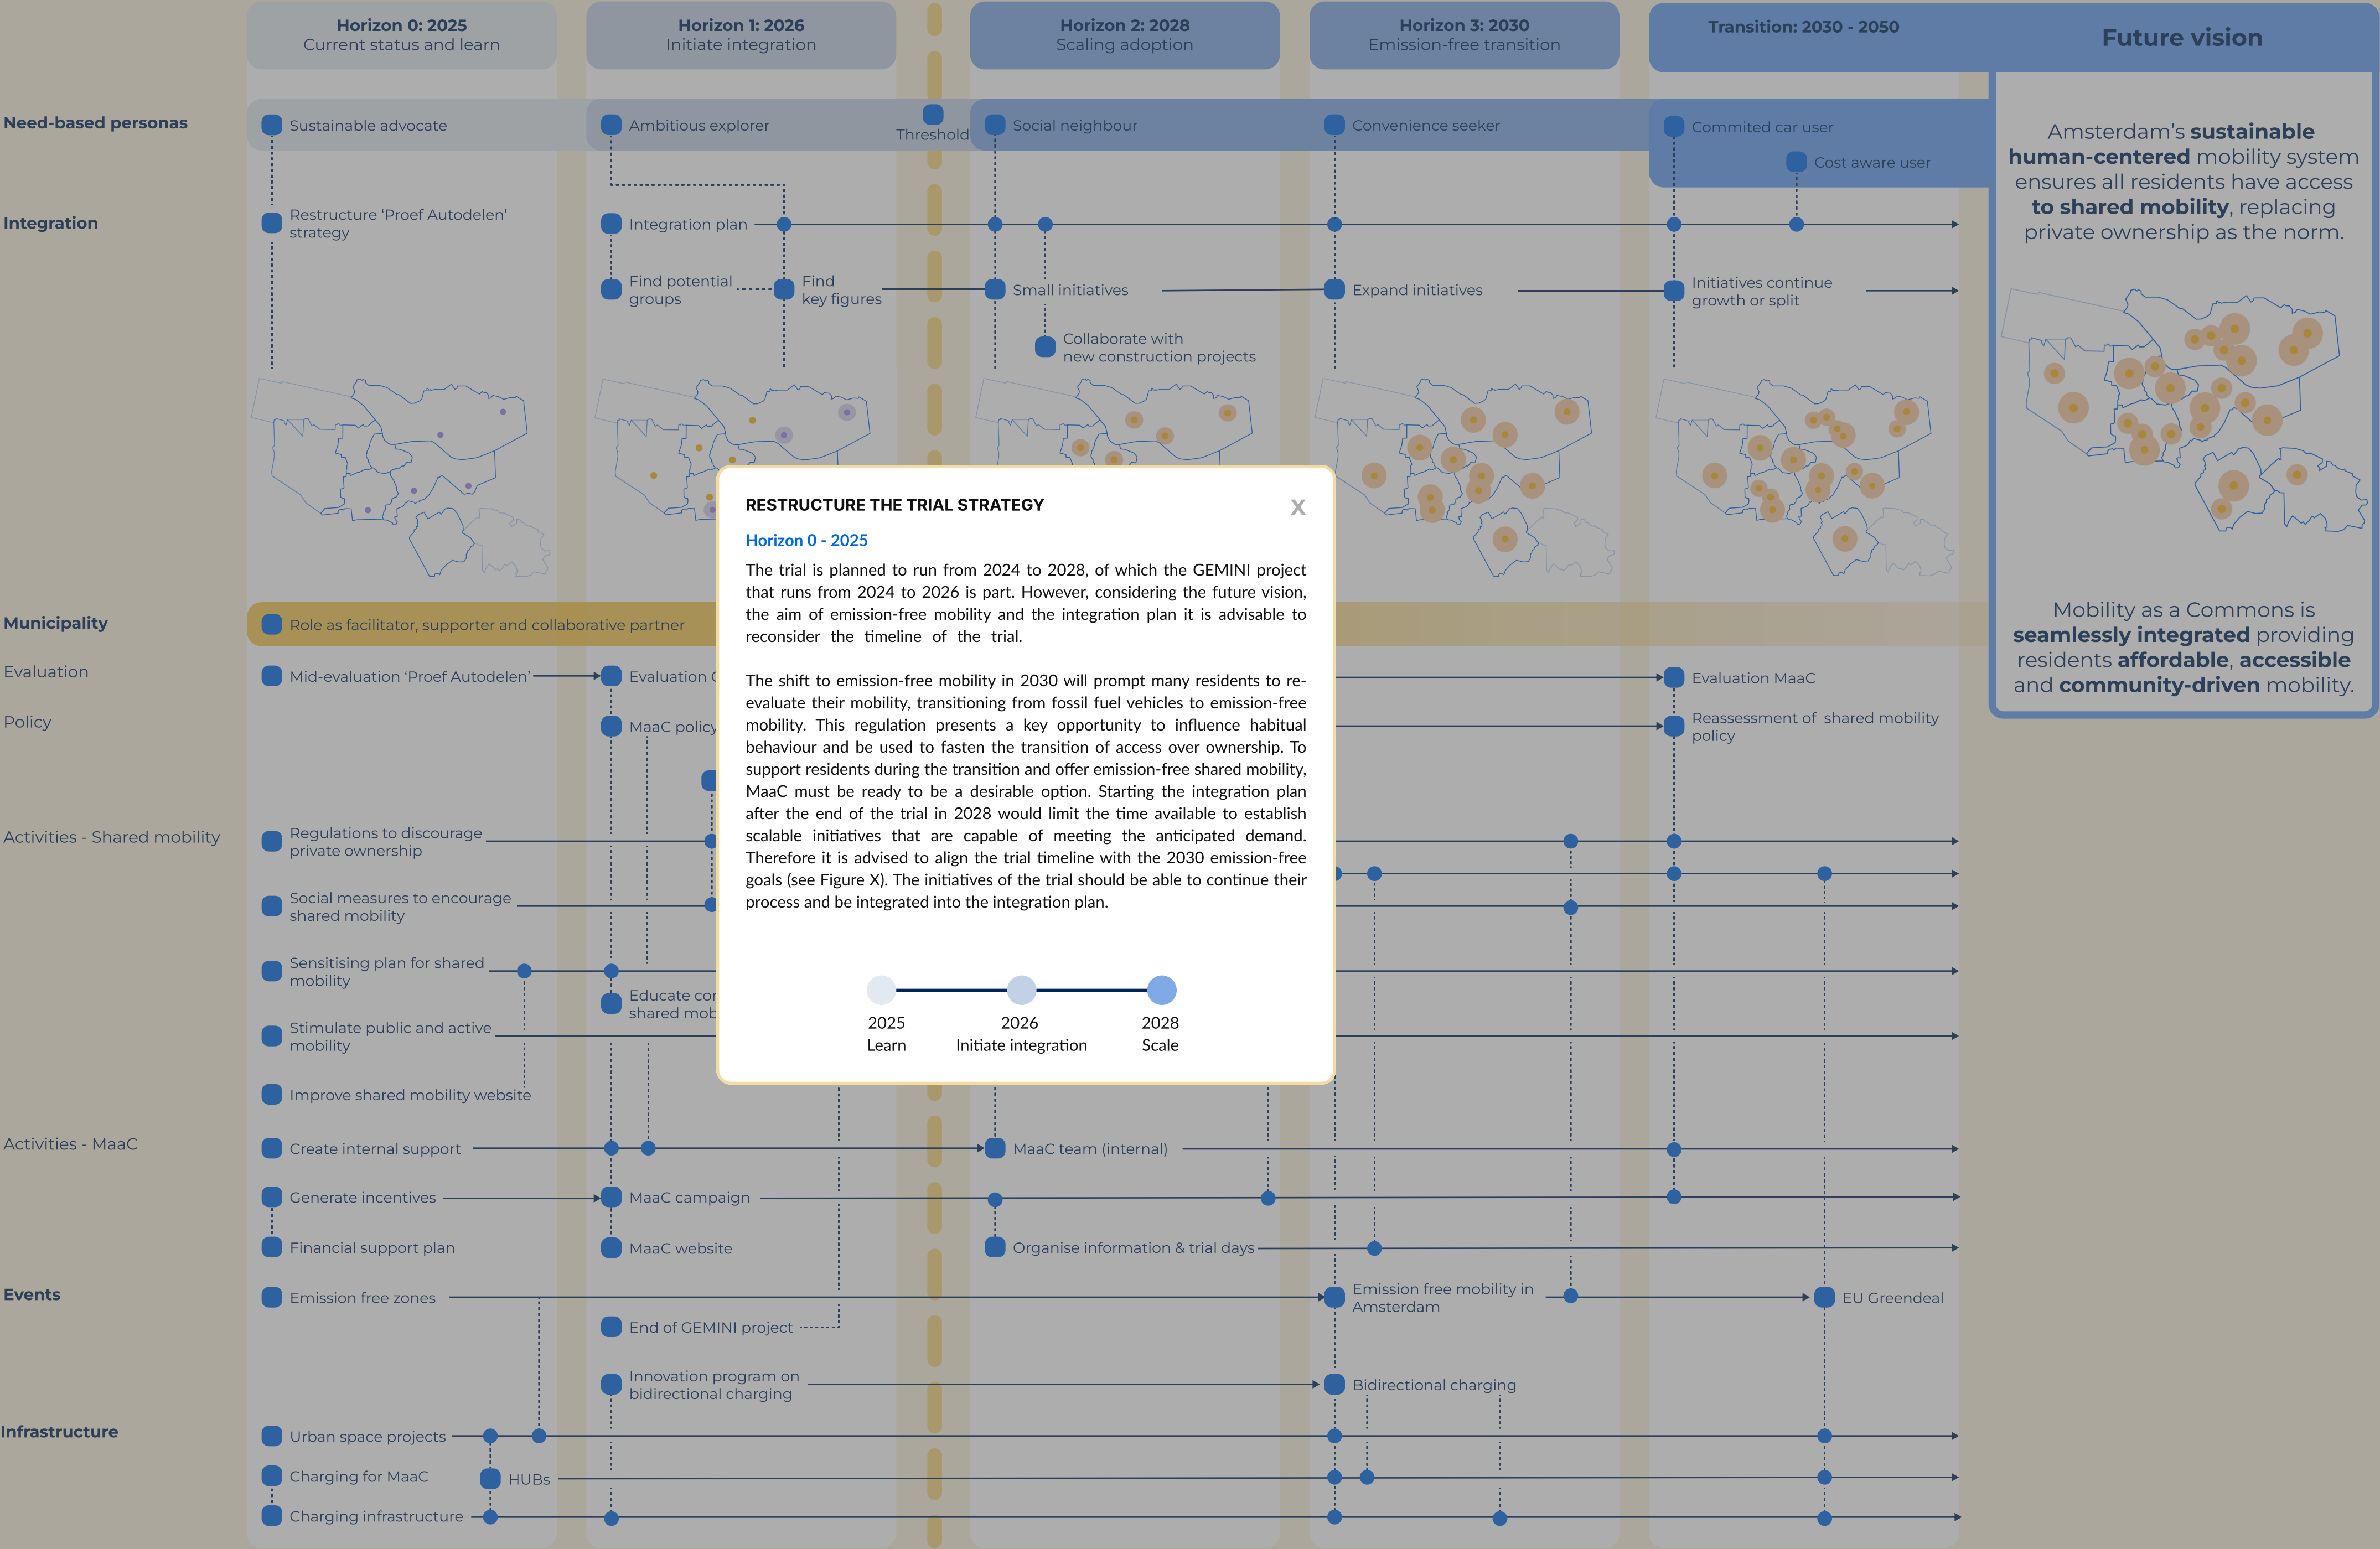 Horizon 0: 2025
Current status and learn
Horizon 1: 2026
Initiate integration
Horizon 2: 2028
Scaling adoption
Horizon 3: 2030
Emission-free transition
Transition: 2030 - 2050
Future vision
Need-based personas
Sustainable advocate
Ambitious explorer
Threshold
Social neighbour
Convenience seeker
Commited car user
Cost aware user
Integration
Restructure ‘Proef Autodelen’
strategy
Integration plan
Find potential
groups
Find
key figures
Small initiatives
Collaborate with
new construction projects
Expand initiatives
Initiatives continue
growth or split
Amsterdam’s sustainable
human-centered mobility system
ensures all residents have access
to shared mobility, replacing
private ownership as the norm.
Mobility as a Commons is
seamlessly integrated providing
residents affordable, accessible
and community-driven mobility.
RESTRUCTURE THE TRIAL STRATEGY
X
Horizon 0 - 2025
The trial is planned to run from 2024 to 2028, of which the GEMINI project
that runs from 2024 to 2026 is part. However, considering the future vision,
the aim of emission-free mobility and the integration plan it is advisable to
reconsider the timeline of the trial.
The shift to emission-free mobility in 2030 will prompt many residents to re-
evaluate their mobility, transitioning from fossil fuel vehicles to emission-free
mobility. This regulation presents a key opportunity to influence habitual
behaviour and be used to fasten the transition of access over ownership. To
support residents during the transition and offer emission-free shared mobility,
MaaC must be ready to be a desirable option. Starting the integration plan
after the end of the trial in 2028 would limit the time available to establish
scalable initiatives that are capable of meeting the anticipated demand.
Therefore it is advised to align the trial timeline with the 2030 emission-free
goals (see Figure X). The initiatives of the trial should be able to continue their
process and be integrated into the integration plan.
2025
Learn
2026
Initiate integration
2028
Scale
Municipality
Role as facilitator, supporter and collaborative partner
Evaluation
Mid-evaluation ‘Proef Autodelen’
Evaluation
Evaluation MaaC
Policy
MaaC policy
Reassessment of shared mobility
policy
Activities - Shared mobility
Regulations to discourage
private ownership
Social measures to encourage
shared mobility
Sensitising plan for shared
mobility
Educate
shared
Stimulate public and active
mobility
Improve shared mobility website
Activities - MaaC
Create internal support
MaaC team (internal)
Generate incentives
MaaC campaign
Financial support plan
MaaC website
Organise information & trial days
Events
Emission free zones
Emission free mobility in
Amsterdam
EU Greendeal
End of GEMINI project
Innovation program on
bidirectional charging
Bidirectional charging
Infrastructure
Urban space projects
Charging for MaaC
HUBs
Charging infrastructure